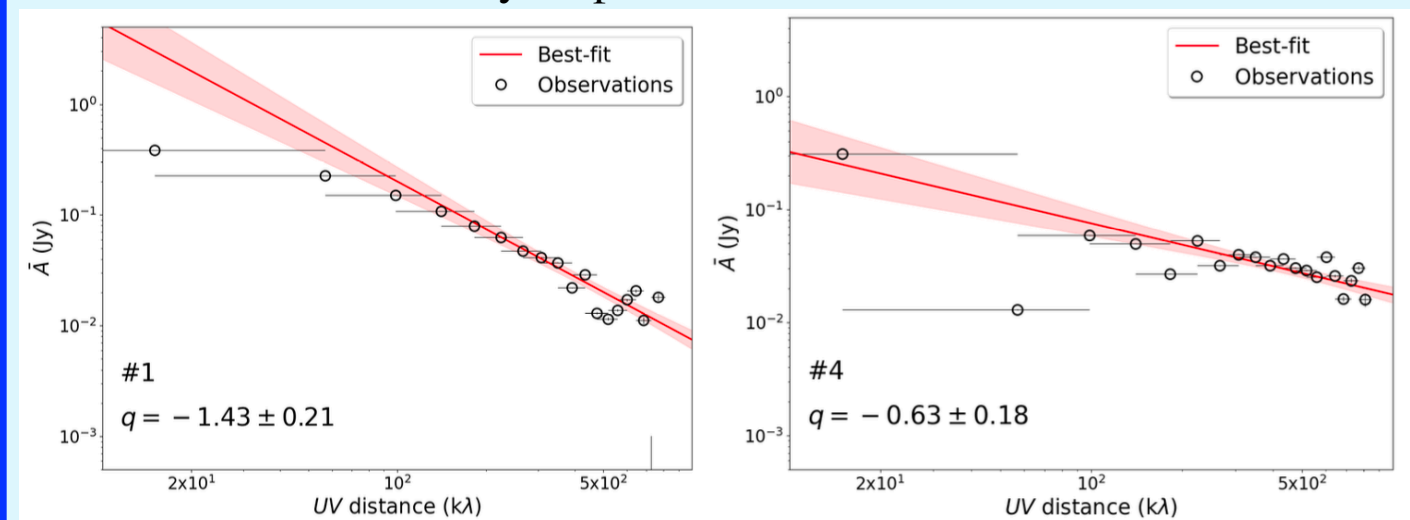 Best-fit
Observations
10⁰
10⁻¹
10⁻²
10⁻³
Ā (Jy)
#1
q = − 1.43 ± 0.21
2x10¹
10²
5x10²
UV distance (kλ)
Best-fit
Observations
10⁰
10⁻¹
10⁻²
10⁻³
Ā (Jy)
#4
q = − 0.63 ± 0.18
2x10¹
10²
5x10²
UV distance (kλ)